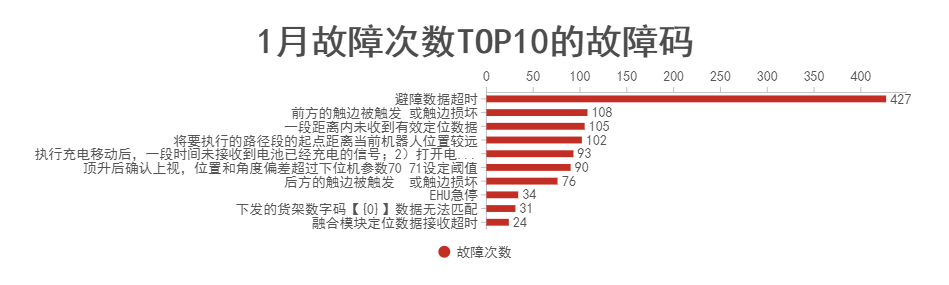 1月故障次数TOP10的故障码
0 50 100 150 200 250 300 350 400
避障数据超时 427
前方的触边被触发 或触边损坏 108
一段距离内未收到有效定位数据 105
将要执行的路径段的起点距离当前机器人位置较远 102
执行充电移动后，一段时间未接收到电池已经充电的信号；2）打开电... 93
顶升后确认上视，位置和角度偏差超过下位机参数70 71设定阈值 90
后方的触边被触发  或触边损坏 76
EHU急停 34
下发的货架数字码【{0}】数据无法匹配 31
融合模块定位数据接收超时 24
故障次数